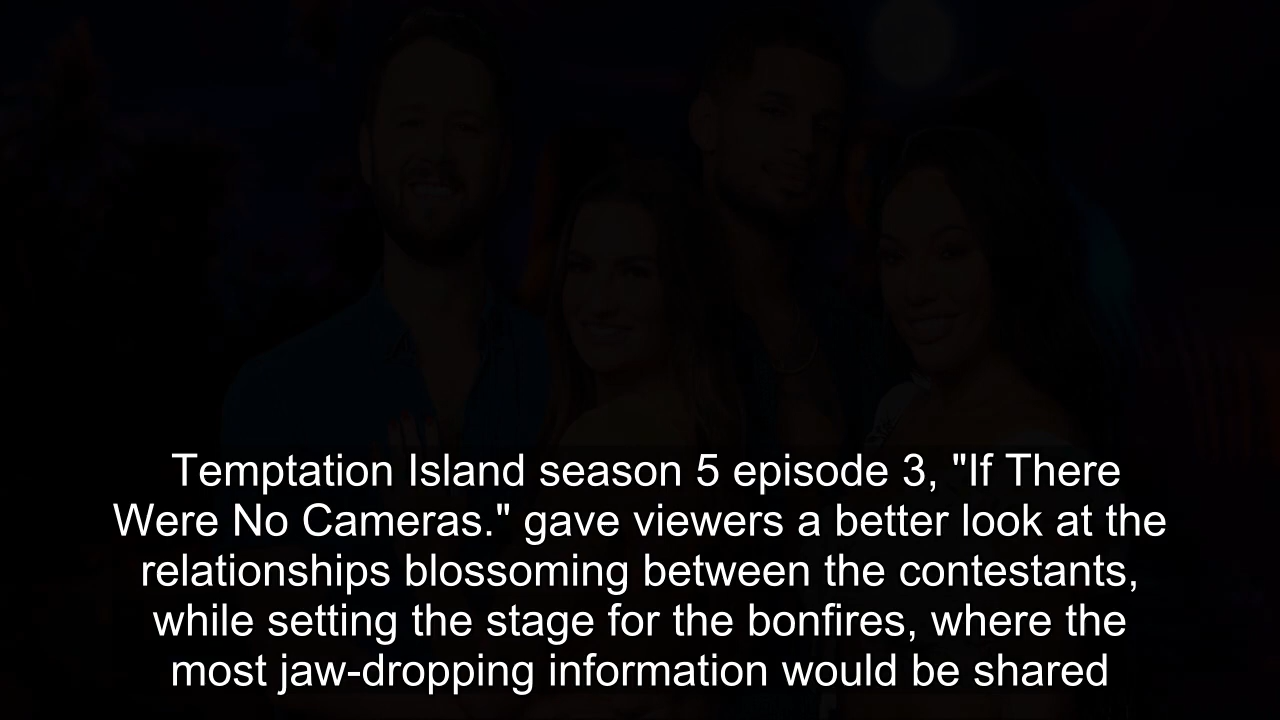 Temptation Island season 5 episode 3, "If There
Were No Cameras." gave viewers a better look at the
relationships blossoming between the contestants,
while setting the stage for the bonfires, where the
most jaw-dropping information would be shared